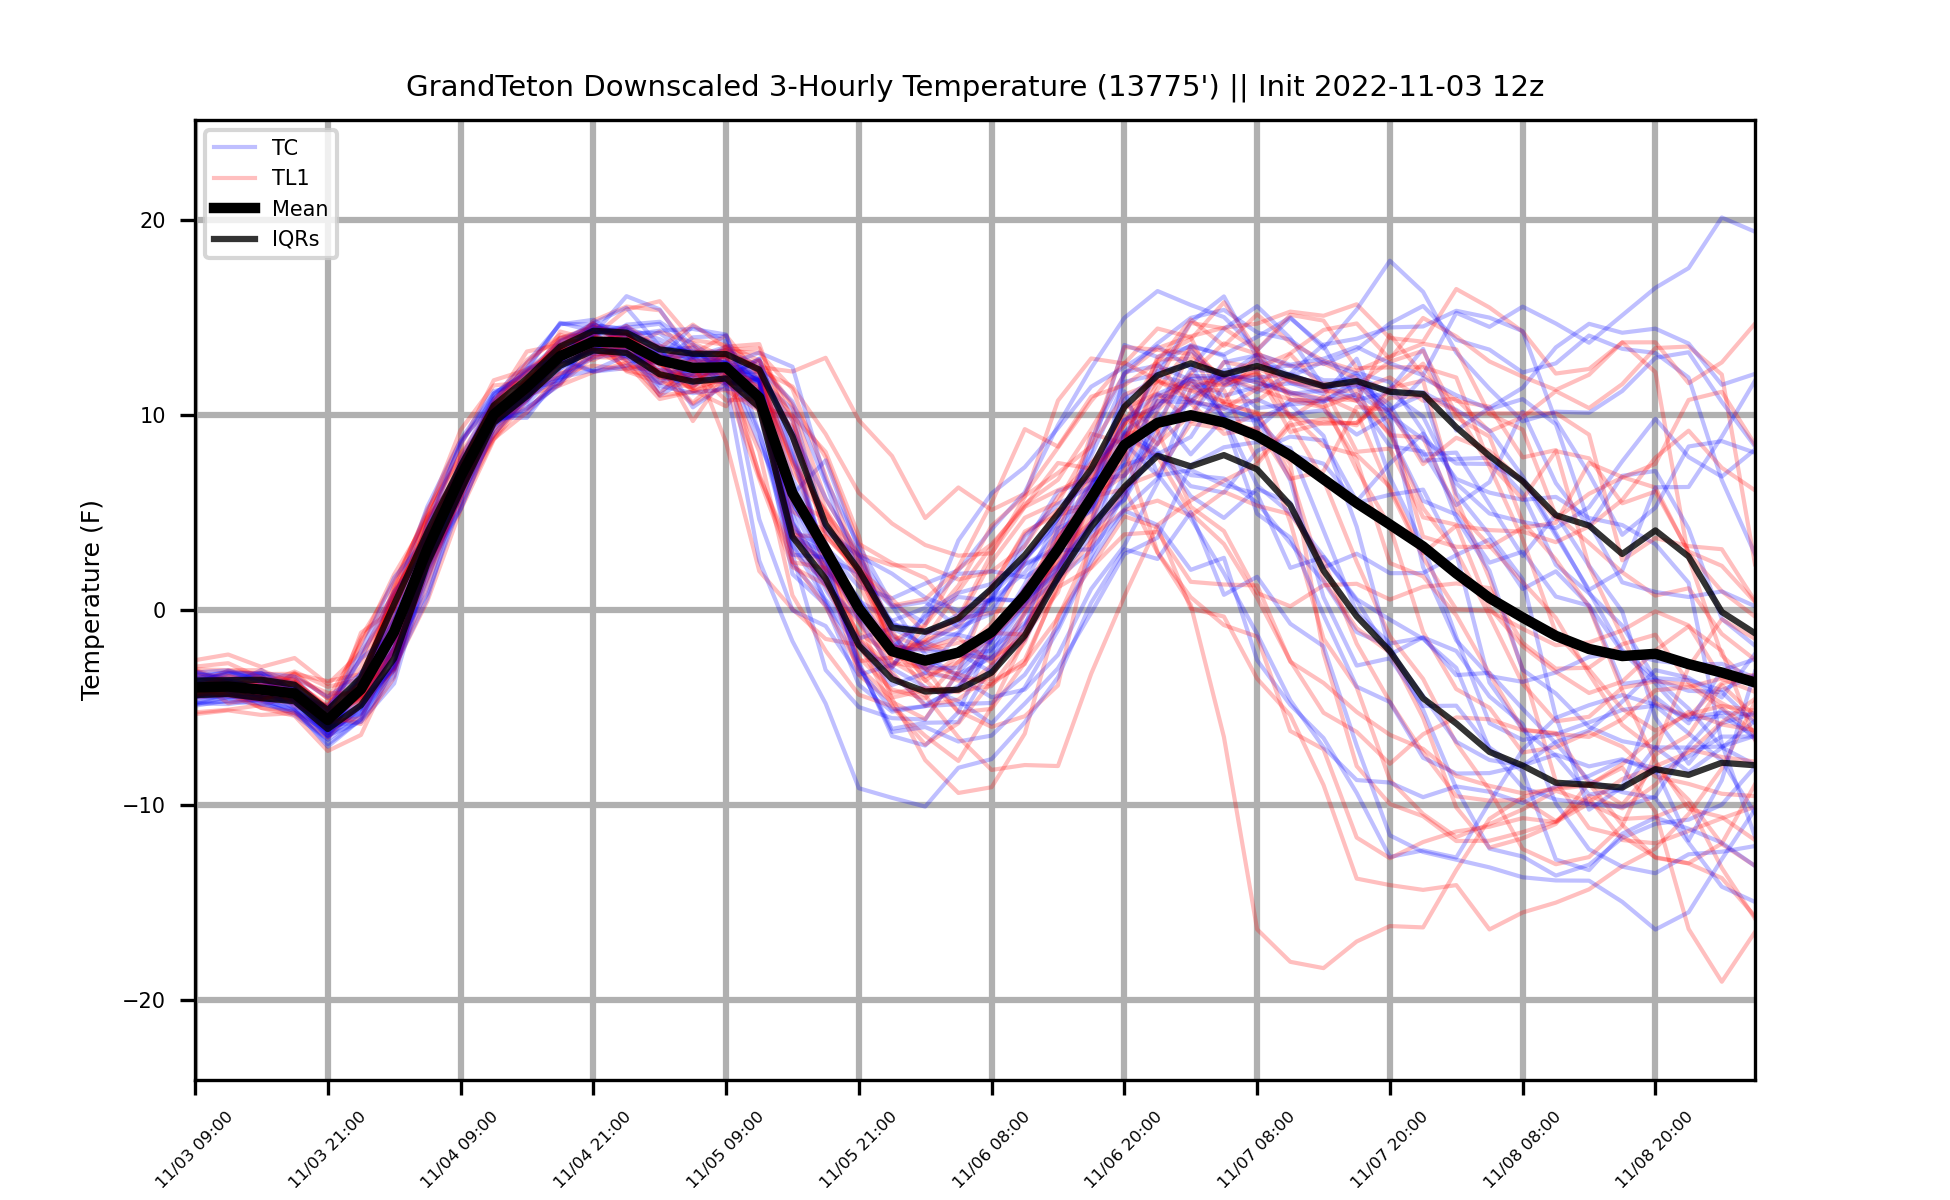 GrandTeton Downscaled 3-Hourly Temperature (13775') || Init 2022-11-03 12z
TC
TL1
Mean
IQRs
Temperature (F)
20
10
0
−10
−20
11/03 09:00
11/03 21:00
11/04 09:00
11/04 21:00
11/05 09:00
11/05 21:00
11/06 08:00
11/06 20:00
11/07 08:00
11/07 20:00
11/08 08:00
11/08 20:00